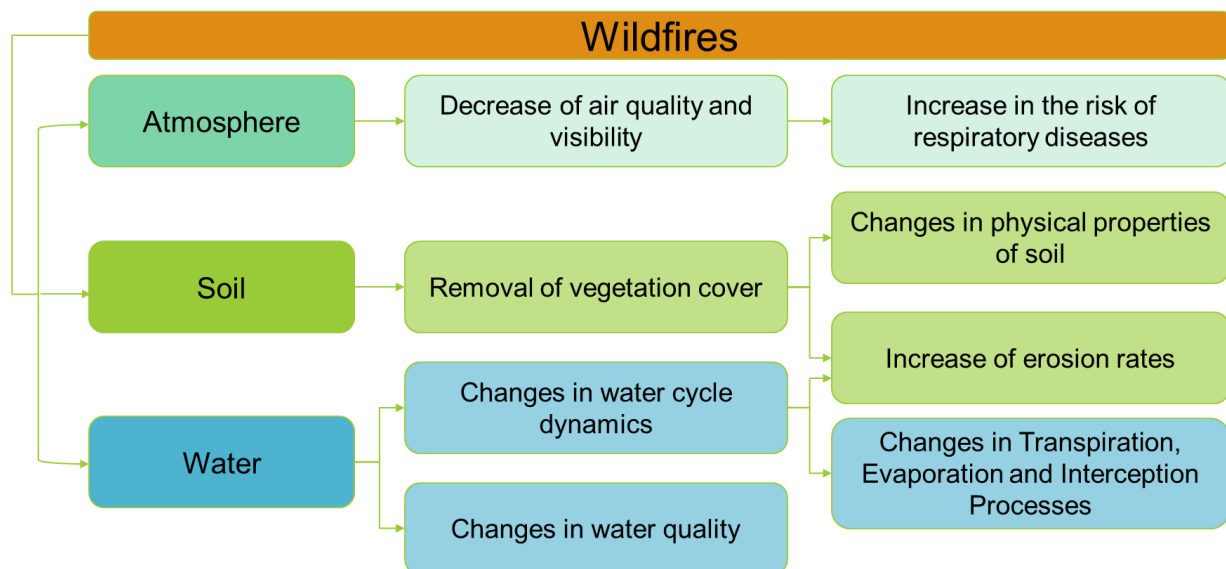 Wildfires
Atmosphere
Decrease of air quality and
visibility
Increase in the risk of
respiratory diseases
Soil
Removal of vegetation cover
Changes in physical properties
of soil
Increase of erosion rates
Water
Changes in water cycle
dynamics
Changes in water quality
Changes in Transpiration,
Evaporation and Interception
Processes